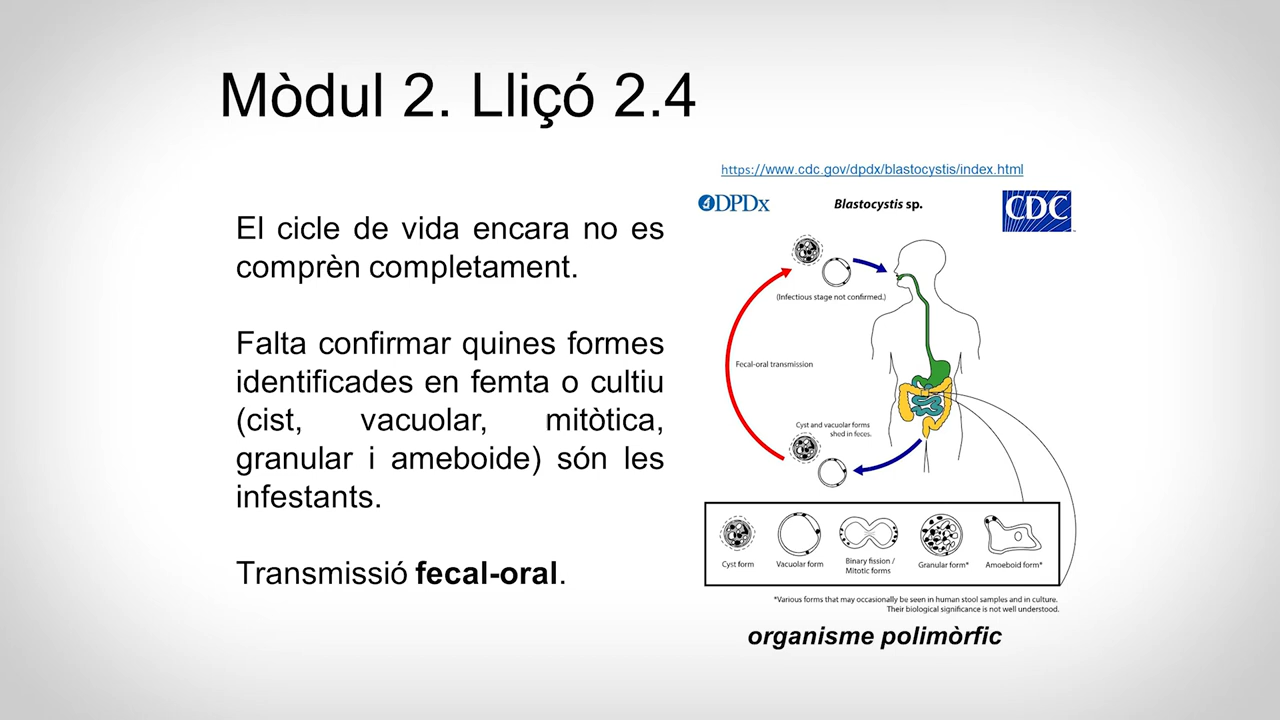 Mòdul 2. Lliçó 2.4
El cicle de vida encara no es
comprèn completament.
Falta confirmar quines formes
identificades en femta o cultiu
(cist, vacuolar, mitòtica,
granular i ameboide) són les
infestants.
Transmissió fecal-oral.
https://www.cdc.gov/dpdx/blastocystis/index.html
DPDx
Blastocystis sp.
CDC
(Infectious stage not confirmed.)
Fecal-oral transmission
Cyst and vacuolar forms
shed in feces.
Cyst form
Vacuolar form
Binary fission /
Mitotic forms
Granular form*
Amoeboid form*
*Various forms that may occasionally be seen in human stool samples and in culture.
Their biological significance is not well understood.
organisme polimòrfic